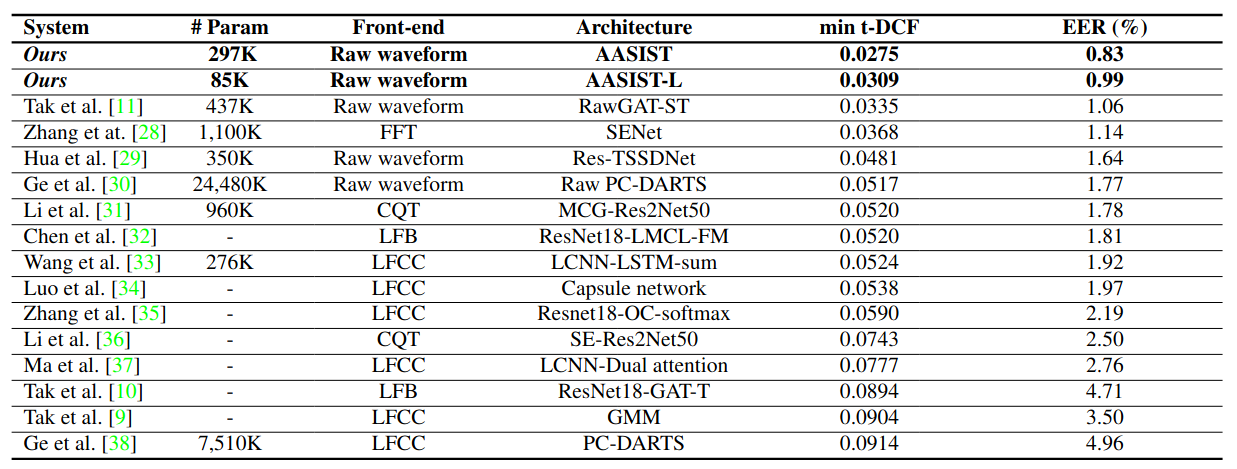 System # Param Front-end Architecture min t-DCF EER (%)
Ours 297K Raw waveform AASIST 0.0275 0.83
Ours 85K Raw waveform AASIST-L 0.0309 0.99
Tak et al. [11] 437K Raw waveform RawGAT-ST 0.0335 1.06
Zhang et at. [28] 1,100K FFT SENet 0.0368 1.14
Hua et al. [29] 350K Raw waveform Res-TSSDNet 0.0481 1.64
Ge et al. [30] 24,480K Raw waveform Raw PC-DARTS 0.0517 1.77
Li et al. [31] 960K CQT MCG-Res2Net50 0.0520 1.78
Chen et al. [32] - LFB ResNet18-LMCL-FM 0.0520 1.81
Wang et al. [33] 276K LFCC LCNN-LSTM-sum 0.0524 1.92
Luo et al. [34] - LFCC Capsule network 0.0538 1.97
Zhang et al. [35] - LFCC Resnet18-OC-softmax 0.0590 2.19
Li et al. [36] - CQT SE-Res2Net50 0.0743 2.50
Ma et al. [37] - LFCC LCNN-Dual attention 0.0777 2.76
Tak et al. [10] - LFB ResNet18-GAT-T 0.0894 4.71
Tak et al. [9] - LFCC GMM 0.0904 3.50
Ge et al. [38] 7,510K LFCC PC-DARTS 0.0914 4.96